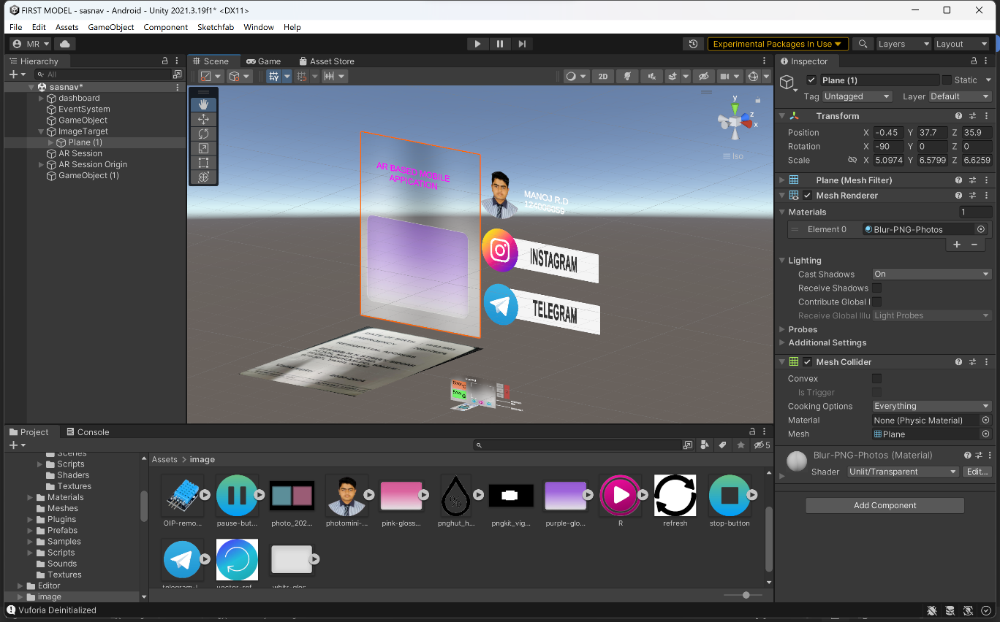 FIRST MODEL - sasnav - Android - Unity 2021.3.19f1* <DX11>
File Edit Assets GameObject Component Sketchfab Window Help
MR
Experimental Packages In Use
Layers
Layout
Hierarchy
All
sasnav*
dashboard
EventSystem
GameObject
ImageTarget
Plane (1)
AR Session
AR Session Origin
GameObject (1)
Scene
Game
Asset Store
2D
y
z
x
Iso
AR BASED MOBILE
APPICATION
MANOJ R.D
INSTAGRAM
TELEGRAM
DATE OF BIRTH
EMERGENCY
RESIDENTIAL ADDRESS
Inspector
Plane (1)
Static
Tag Untagged Layer Default
Transform
Position X -0.45 Y 37.7 Z 35.9
Rotation X -90 Y 0 Z 0
Scale X 5.0974 Y 6.5799 Z 6.6259
Plane (Mesh Filter)
Mesh Renderer
Materials 1
Element 0 Blur-PNG-Photos
Lighting
Cast Shadows On
Receive Shadows
Contribute Global I
Receive Global Illu Light Probes
Probes
Additional Settings
Mesh Collider
Convex
Is Trigger
Cooking Options Everything
Material None (Physic Material)
Mesh Plane
Blur-PNG-Photos (Material)
Shader Unlit/Transparent Edit...
Add Component
Project
Console
5
Scenes
Scripts
Shaders
Textures
Materials
Meshes
Plugins
Prefabs
Samples
Scripts
Sounds
Textures
Editor
image
Assets > image
OIP-remo... pause-but... photo_202... photomini-... pink-gloss... pnghut_h... pngkit_vig... purple-glo... R refresh stop-button
Vuforia Deinitialized